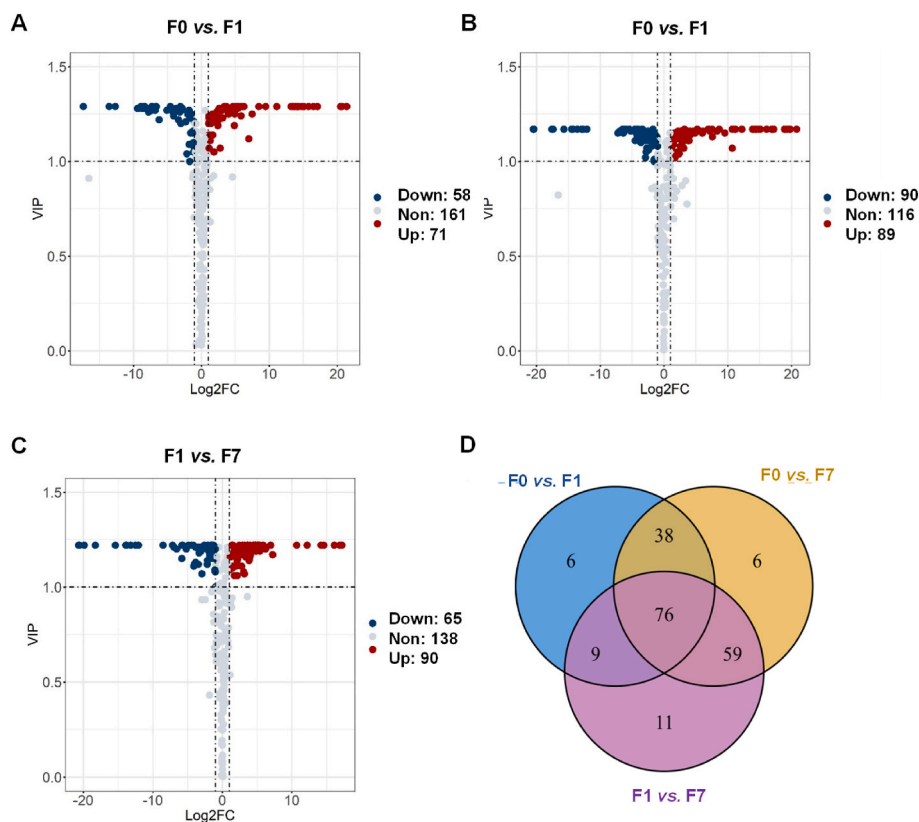 A
F0 vs. F1
1.5
1.0
0.5
0.0
VIP
-10
0
10
20
Log2FC
Down: 58
Non: 161
Up: 71
B
F0 vs. F1
1.5
1.0
0.5
0.0
VIP
-20
-10
0
10
20
Log2FC
Down: 90
Non: 116
Up: 89
C
F1 vs. F7
1.5
1.0
0.5
0.0
VIP
-20
-10
0
10
Log2FC
Down: 65
Non: 138
Up: 90
D
F0 vs. F1
F0 vs. F7
38
6
6
76
9
59
11
F1 vs. F7